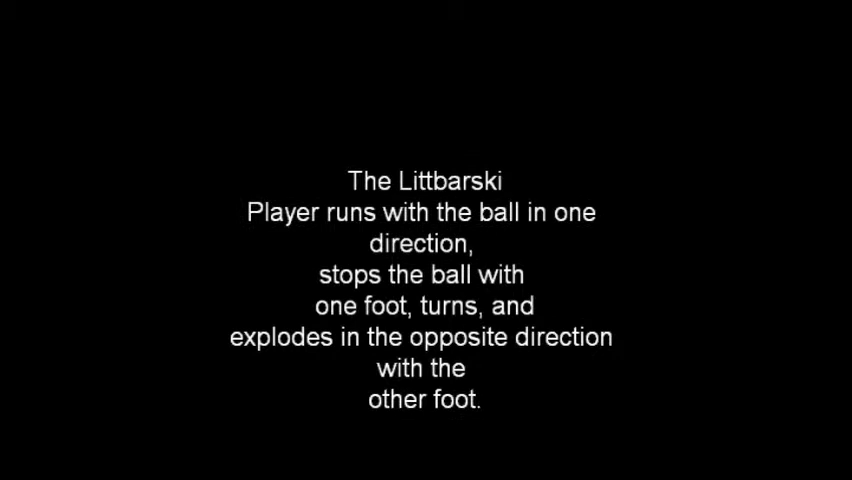 The Littbarski
Player runs with the ball in one
direction,
stops the ball with
one foot, turns, and
explodes in the opposite direction
with the
other foot.